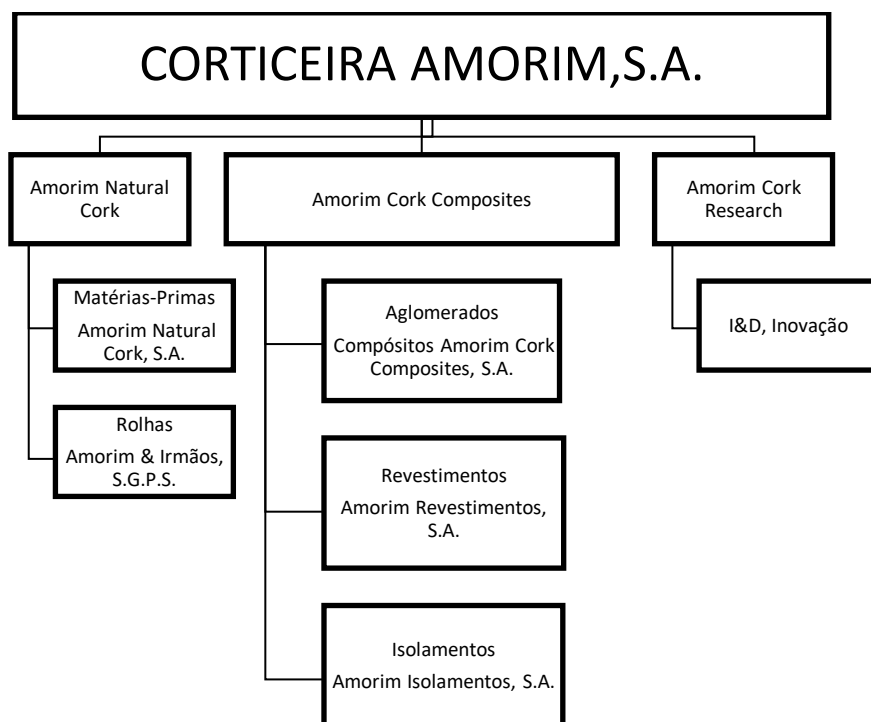 CORTICEIRA AMORIM,S.A.
Amorim Natural
Cork
Amorim Cork Composites
Amorim Cork
Research
Matérias-Primas
Amorim Natural
Cork, S.A.
Rolhas
Amorim & Irmãos,
S.G.P.S.
Aglomerados
Compósitos Amorim Cork
Composites, S.A.
Revestimentos
Amorim Revestimentos,
S.A.
Isolamentos
Amorim Isolamentos, S.A.
I&D, Inovação